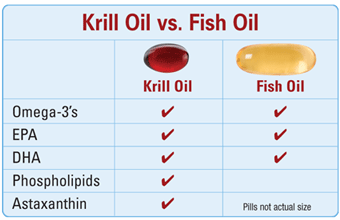 Krill Oil vs. Fish Oil
Krill Oil Fish Oil
Omega-3's ✔ ✔
EPA ✔ ✔
DHA ✔ ✔
Phospholipids ✔
Astaxanthin ✔ Pills not actual size